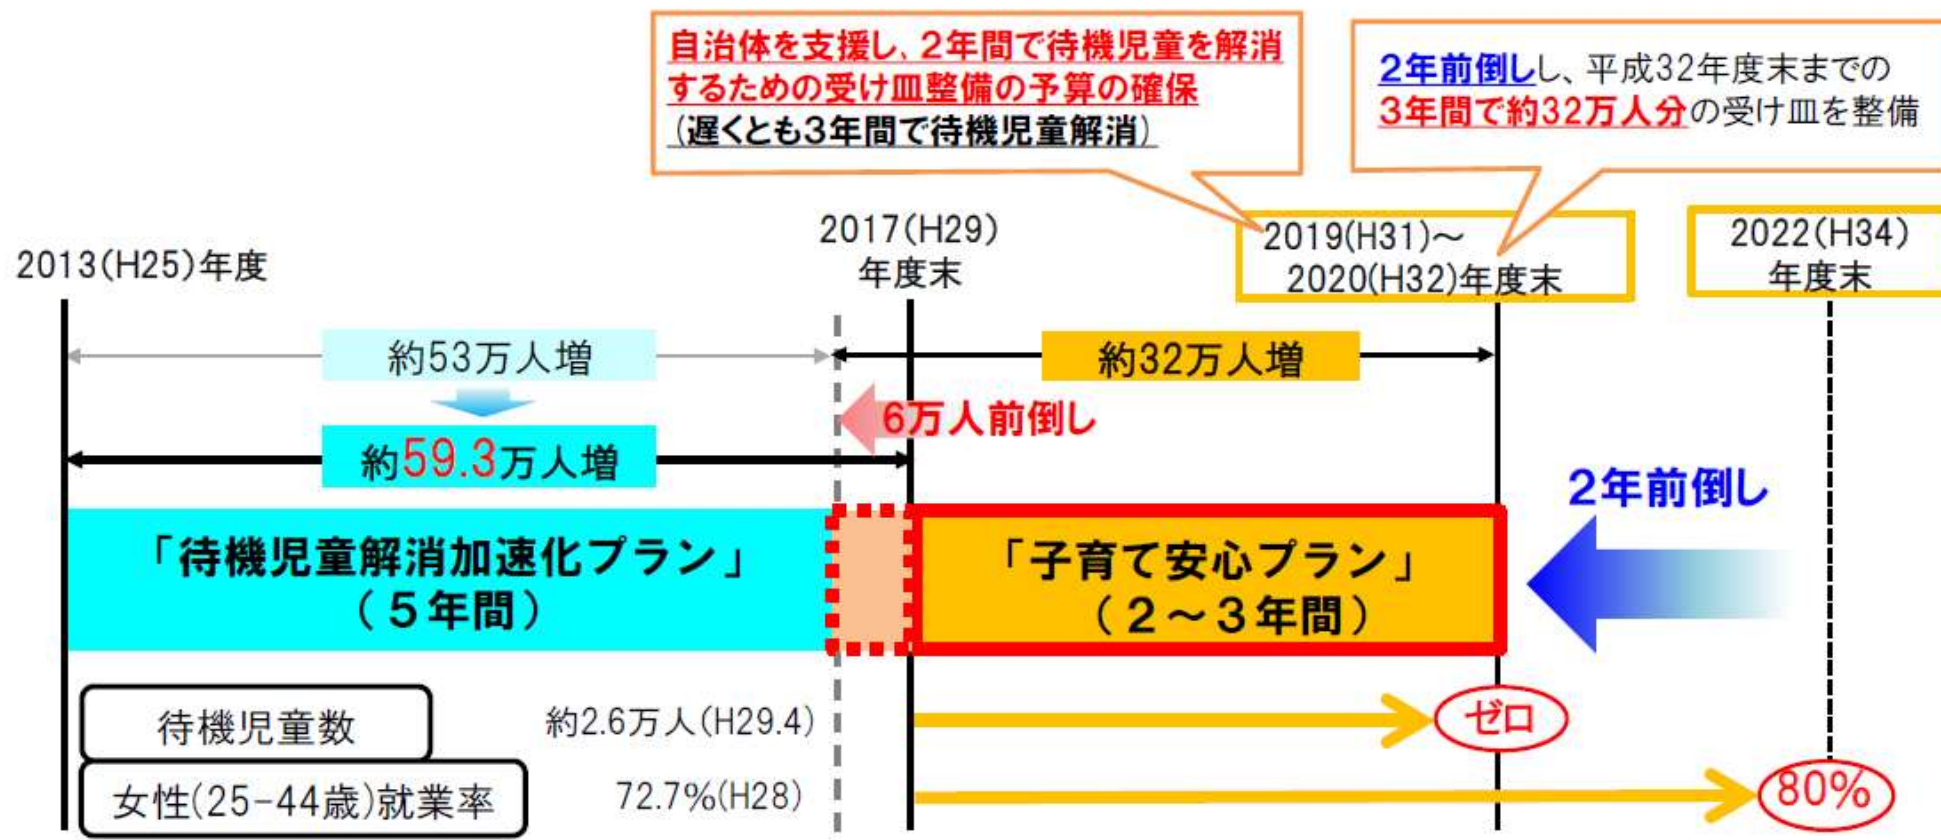 自治体を支援し、２年間で待機児童を解消
するための受け皿整備の予算の確保
（遅くとも３年間で待機児童解消）
２年前倒しし、平成32年度末までの
３年間で約32万人分の受け皿を整備
2013(H25)年度
2017(H29)
年度末
2019(H31)～
2020(H32)年度末
2022(H34)
年度末
約53万人増
約32万人増
6万人前倒し
約59.3万人増
２年前倒し
「待機児童解消加速化プラン」
（５年間）
「子育て安心プラン」
（２～３年間）
待機児童数
約2.6万人(H29.4)
ゼロ
女性(25-44歳)就業率
72.7%(H28)
80%